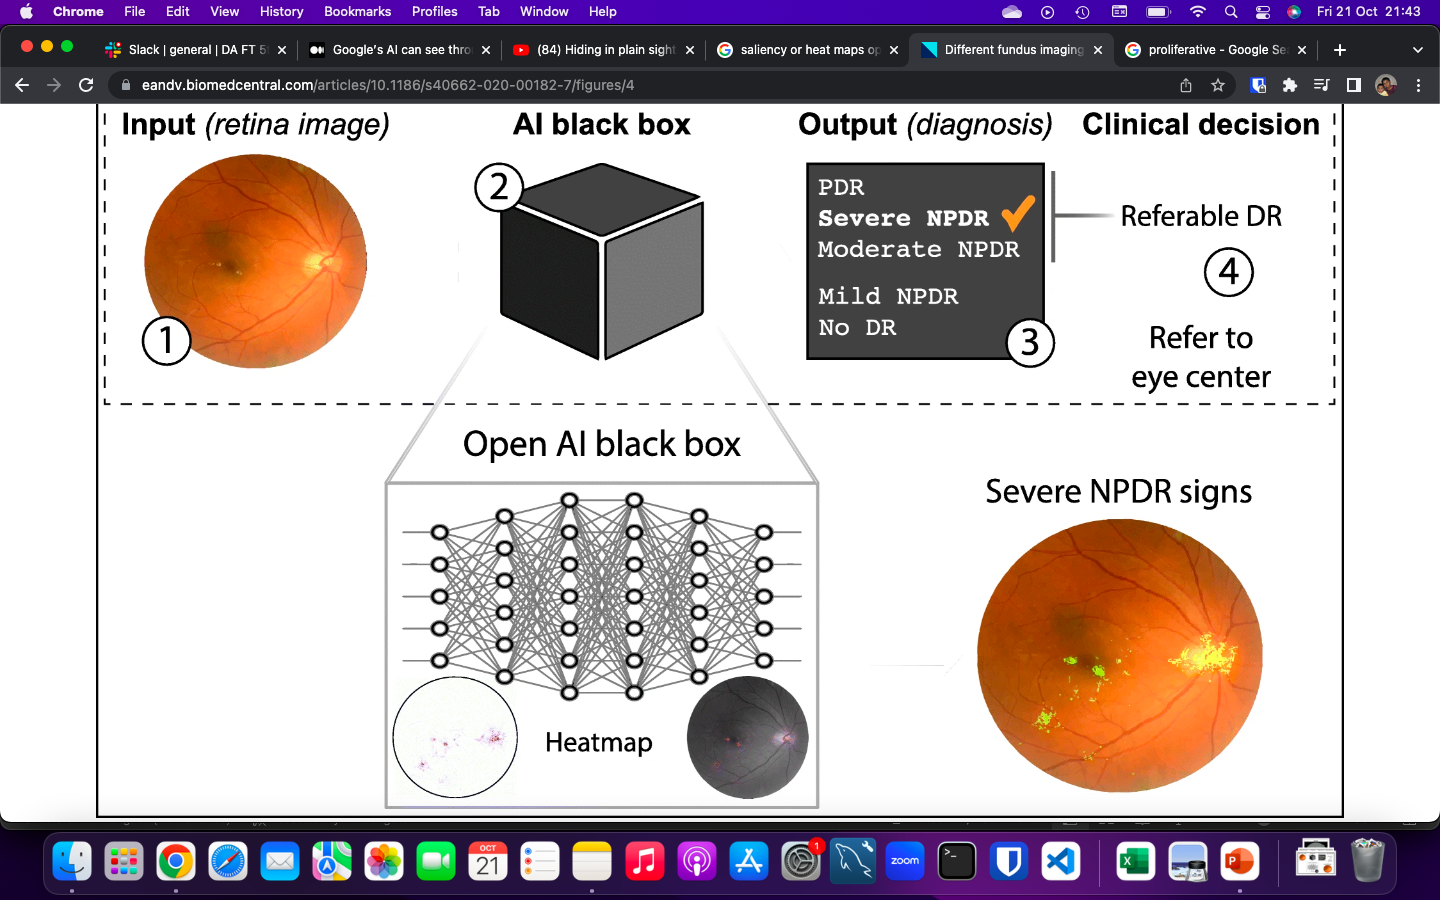 Chrome File Edit View History Bookmarks Profiles Tab Window Help Fri 21 Oct 21:43
Slack | general | DA FT 5
Google's AI can see thro
(84) Hiding in plain sight
saliency or heat maps op
Different fundus imaging
proliferative - Google Se
eandv.biomedcentral.com/articles/10.1186/s40662-020-00182-7/figures/4
Input (retina image) AI black box Output (diagnosis) Clinical decision
1
2
PDR
Severe NPDR
Moderate NPDR
Mild NPDR
No DR
3
Referable DR
4
Refer to
eye center
Open AI black box
Heatmap
Severe NPDR signs
OCT
21
1
zoom
>_
X
P